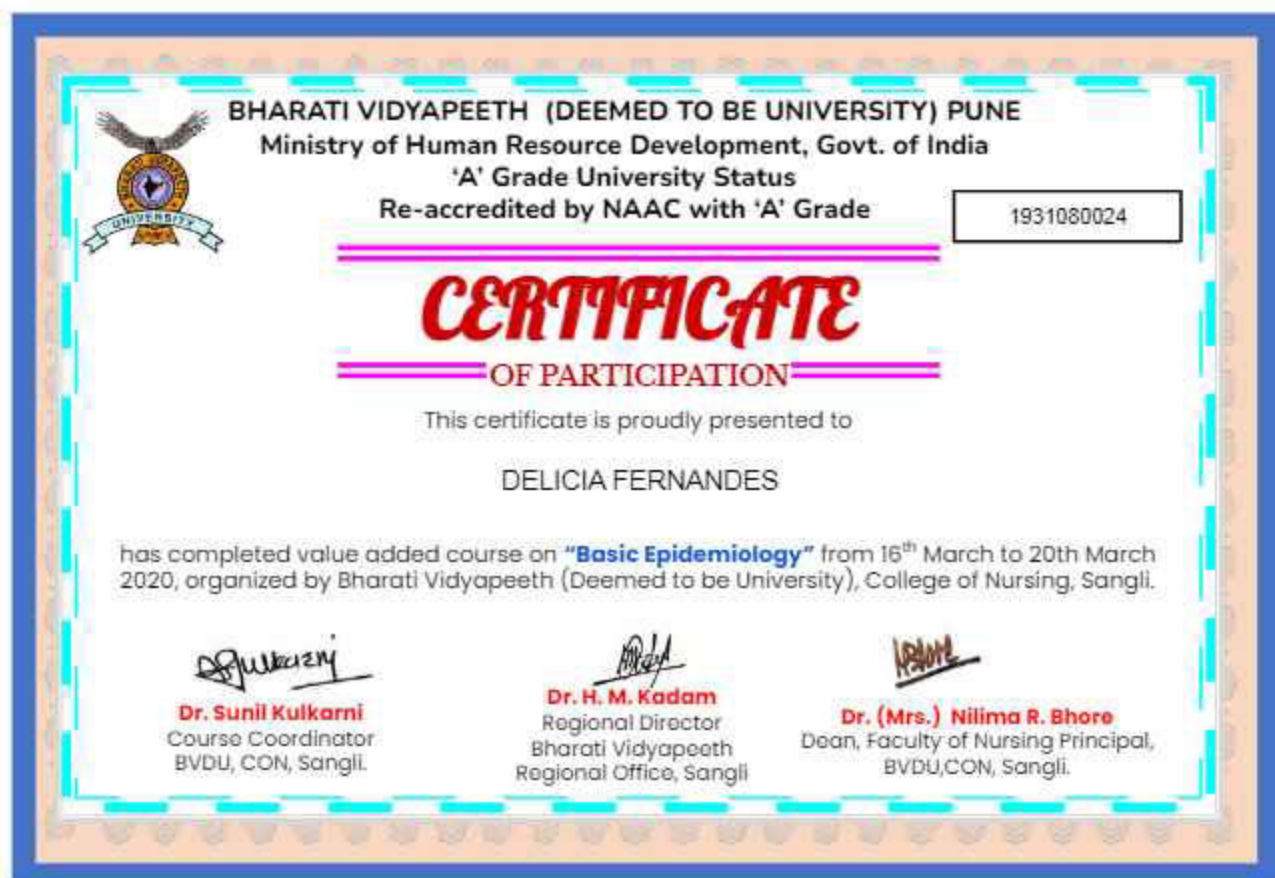 BHARATI VIDYAPEETH (DEEMED TO BE UNIVERSITY) PUNE
Ministry of Human Resource Development, Govt. of India
‘A’ Grade University Status
Re-accredited by NAAC with ‘A’ Grade
BHARATI VIDYAPEETH
UNIVERSITY
1931080024
CERTIFICATE
OF PARTICIPATION
This certificate is proudly presented to
DELICIA FERNANDES
has completed value added course on “Basic Epidemiology” from 16th March to 20th March
2020, organized by Bharati Vidyapeeth (Deemed to be University), College of Nursing, Sangli.
Dr. Sunil Kulkarni
Course Coordinator
BVDU, CON, Sangli.
Dr. H. M. Kadam
Regional Director
Bharati Vidyapeeth
Regional Office, Sangli
Dr. (Mrs.) Nilima R. Bhore
Dean, Faculty of Nursing Principal,
BVDU,CON, Sangli.